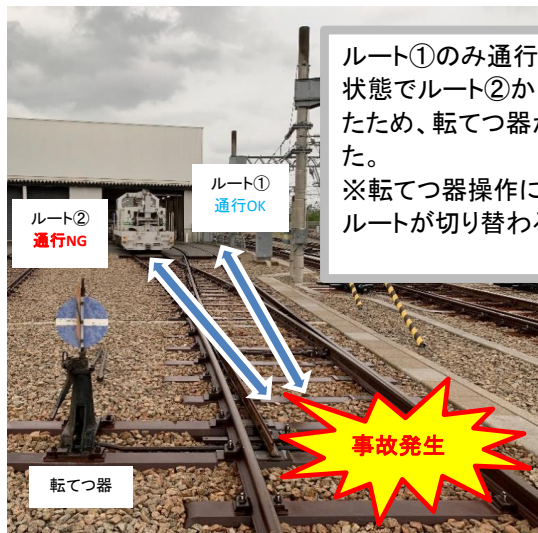 ルート①のみ通行
状態でルート②か
たため、転てつ器
た。
※転てつ器操作に
ルートが切り替わ
ルート①
通行OK
ルート②
通行NG
事故発生
転てつ器